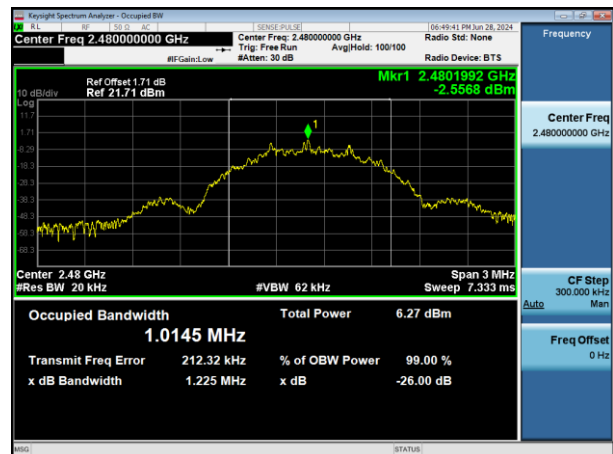 Keysight Spectrum Analyzer - Occupied BW
RL RF 50 Ω AC SENSE:PULSE 06:49:41 PM Jun 28, 2024
Center Freq 2.480000000 GHz Center Freq: 2.480000000 GHz Radio Std: None
Trig: Free Run Avg|Hold: 100/100
#IFGain:Low #Atten: 30 dB Radio Device: BTS
Frequency
Ref Offset 1.71 dB Mkr1 2.4801992 GHz
10 dB/div Ref 21.71 dBm -2.5568 dBm
Log
11.7
1
1.71
-8.29
-18.3
-28.3
-38.3
-48.3
-58.3
-68.3
Center 2.48 GHz Span 3 MHz
#Res BW 20 kHz #VBW 62 kHz Sweep 7.333 ms
Occupied Bandwidth Total Power 6.27 dBm
1.0145 MHz
Transmit Freq Error 212.32 kHz % of OBW Power 99.00 %
x dB Bandwidth 1.225 MHz x dB -26.00 dB
Center Freq
2.480000000 GHz
CF Step
300.000 kHz
Auto Man
Freq Offset
0 Hz
MSG STATUS